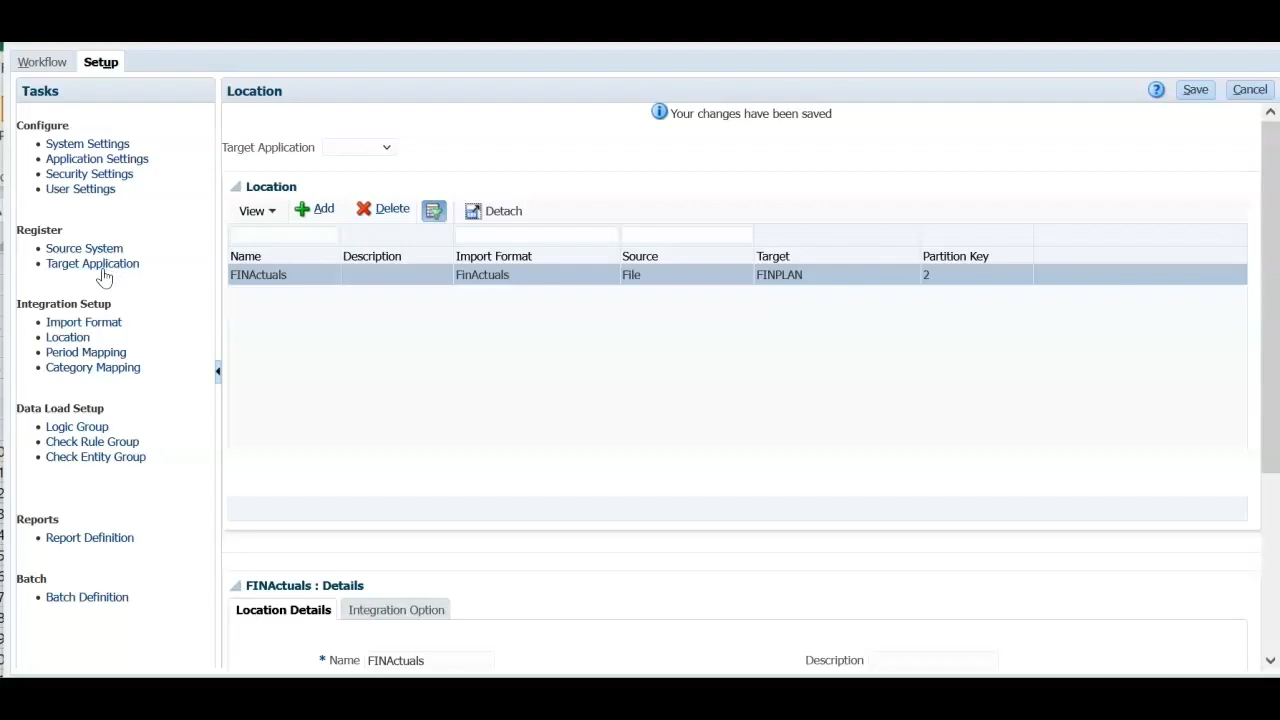 Workflow Setup
Tasks
Configure
System Settings
Application Settings
Security Settings
User Settings
Register
Source System
Target Application
Integration Setup
Import Format
Location
Period Mapping
Category Mapping
Data Load Setup
Logic Group
Check Rule Group
Check Entity Group
Reports
Report Definition
Batch
Batch Definition
Location
? Save Cancel
Your changes have been saved
Target Application
Location
View Add Delete Detach
Name Description Import Format Source Target Partition Key
FINActuals FinActuals File FINPLAN 2
FINActuals : Details
Location Details Integration Option
* Name FINActuals Description